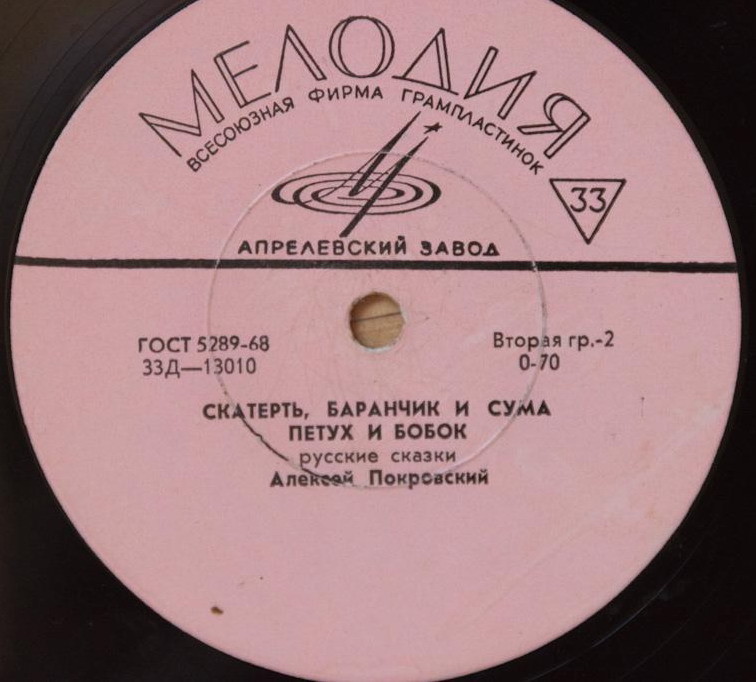 МЕЛОДИЯ
ВСЕСОЮЗНАЯ ФИРМА ГРАМПЛАСТИНОК
33
АПРЕЛЕВСКИЙ ЗАВОД
ГОСТ 5289-68 Вторая гр.-2
33Д—13010 0-70
СКАТЕРТЬ, БАРАНЧИК И СУМА
ПЕТУХ И БОБОК
русские сказки
Алексей Покровский